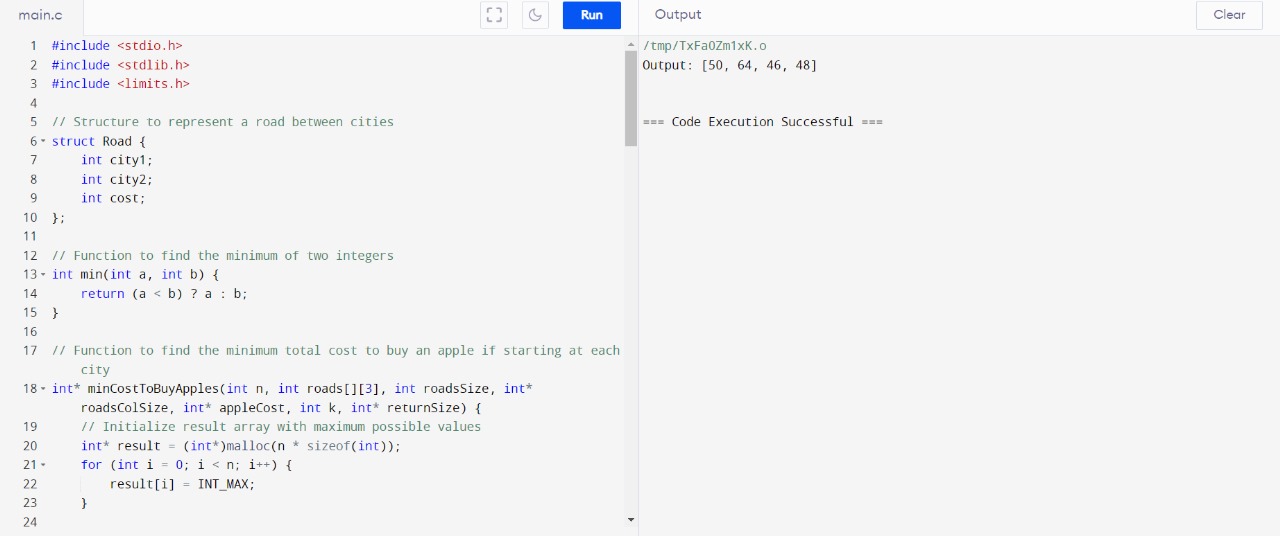 main.c
Run
Output
Clear
1 #include <stdio.h>
2 #include <stdlib.h>
3 #include <limits.h>
4
5 // Structure to represent a road between cities
6 struct Road {
7     int city1;
8     int city2;
9     int cost;
10 };
11
12 // Function to find the minimum of two integers
13 int min(int a, int b) {
14     return (a < b) ? a : b;
15 }
16
17 // Function to find the minimum total cost to buy an apple if starting at each
city
18 int* minCostToBuyApples(int n, int roads[][3], int roadsSize, int*
roadsColSize, int* appleCost, int k, int* returnSize) {
19     // Initialize result array with maximum possible values
20     int* result = (int*)malloc(n * sizeof(int));
21     for (int i = 0; i < n; i++) {
22         result[i] = INT_MAX;
23     }
24
/tmp/TxFaOZm1xK.o
Output: [50, 64, 46, 48]
=== Code Execution Successful ===